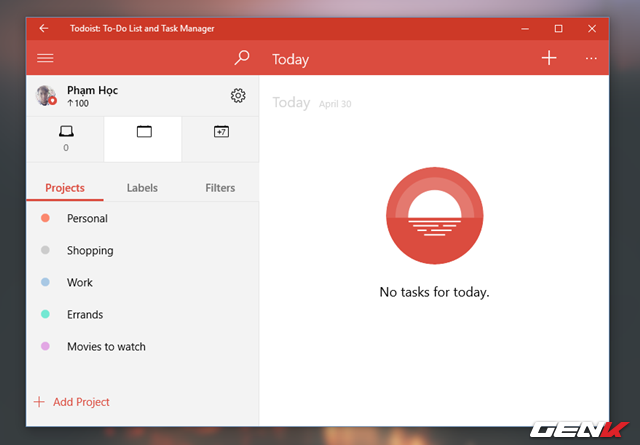 Todoist: To-Do List and Task Manager
Today
Phạm Học
↑100
0
+7
Projects Labels Filters
Personal
Shopping
Work
Errands
Movies to watch
+ Add Project
Today April 30
No tasks for today.
GENK